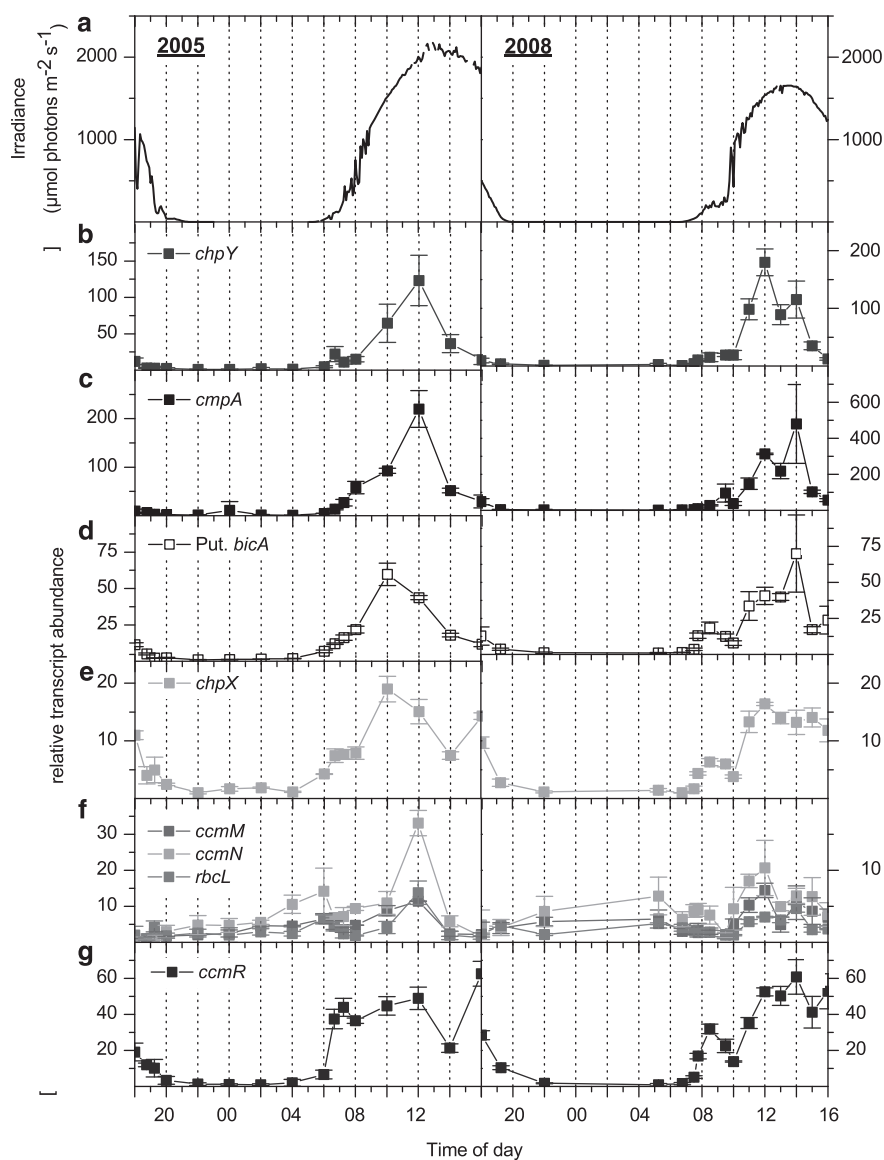 a
2005
2008
Irradiance
(µmol photons m-2 s-1)
2000
1000
2000
1000
b
chpY
150
100
50
200
100
c
cmpA
200
100
600
400
200
d
Put. bicA
75
50
25
75
50
25
e
chpX
20
10
20
10
f
ccmM
ccmN
rbcL
30
20
10
10
g
ccmR
60
40
20
60
40
20
[ relative transcript abundance ]
20 00 04 08 12 20 00 04 08 12 16
Time of day